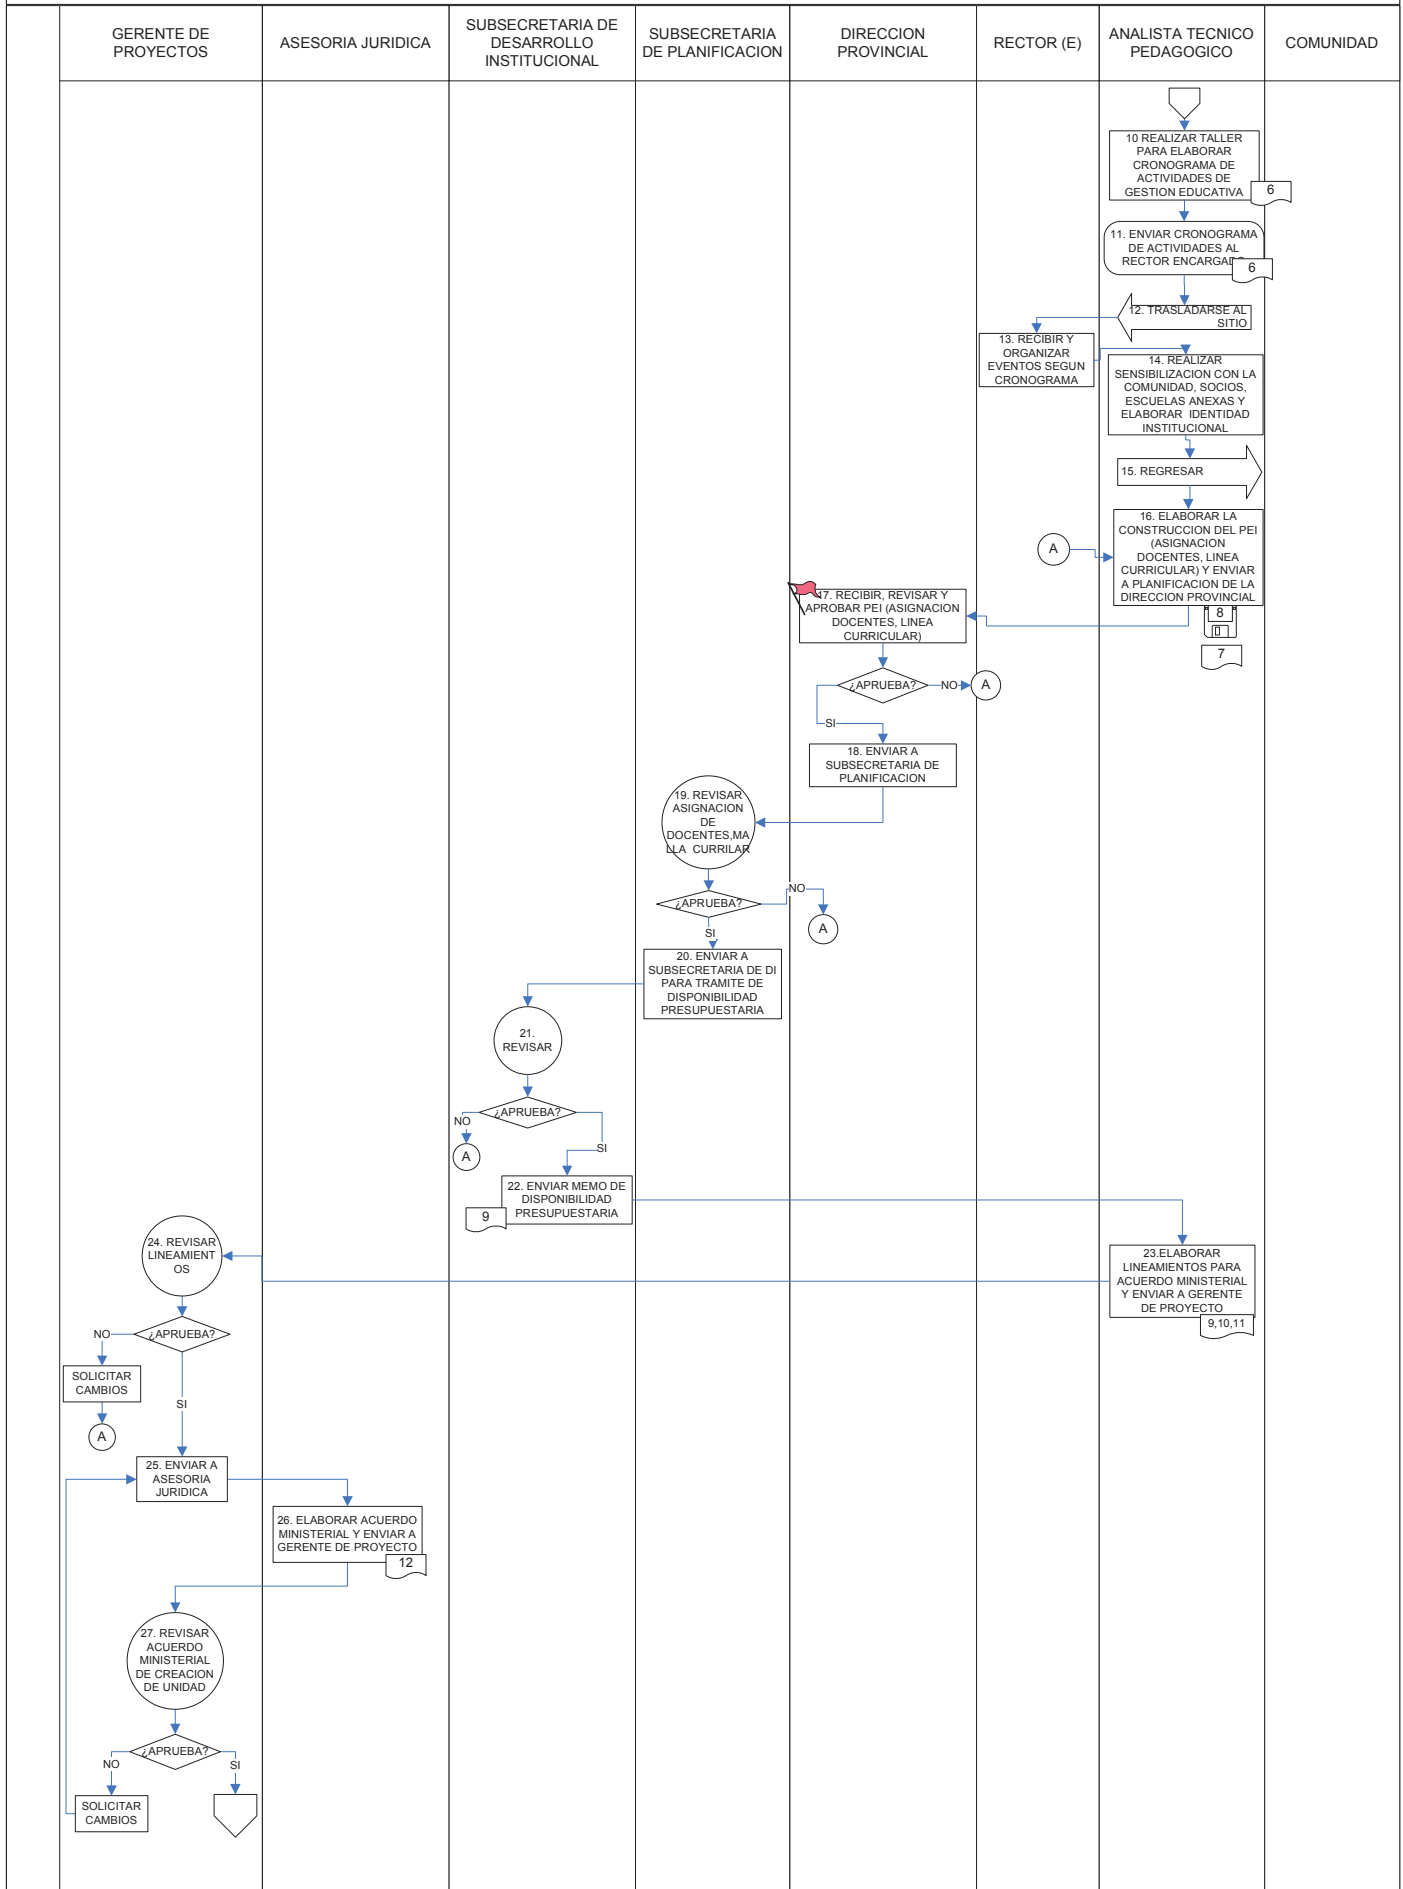 GERENTE DE
PROYECTOS
ASESORIA JURIDICA
SUBSECRETARIA DE
DESARROLLO
INSTITUCIONAL
SUBSECRETARIA
DE PLANIFICACION
DIRECCION
PROVINCIAL
RECTOR (E)
ANALISTA TECNICO
PEDAGOGICO
COMUNIDAD
10 REALIZAR TALLER
PARA ELABORAR
CRONOGRAMA DE
ACTIVIDADES DE
GESTION EDUCATIVA
6
11. ENVIAR CRONOGRAMA
DE ACTIVIDADES AL
RECTOR ENCARGADO
6
12. TRASLADARSE AL
SITIO
13. RECIBIR Y
ORGANIZAR
EVENTOS SEGUN
CRONOGRAMA
14. REALIZAR
SENSIBILIZACION CON LA
COMUNIDAD, SOCIOS,
ESCUELAS ANEXAS Y
ELABORAR IDENTIDAD
INSTITUCIONAL
15. REGRESAR
A
16. ELABORAR LA
CONSTRUCCION DEL PEI
(ASIGNACION
DOCENTES, LINEA
CURRICULAR) Y ENVIAR
A PLANIFICACION DE LA
DIRECCION PROVINCIAL
8
7
17. RECIBIR, REVISAR Y
APROBAR PEI (ASIGNACION
DOCENTES, LINEA
CURRICULAR)
¿APRUEBA?
NO
A
SI
18. ENVIAR A
SUBSECRETARIA DE
PLANIFICACION
19. REVISAR
ASIGNACION
DE
DOCENTES,MA
LLA CURRILAR
¿APRUEBA?
NO
A
SI
20. ENVIAR A
SUBSECRETARIA DE DI
PARA TRAMITE DE
DISPONIBILIDAD
PRESUPUESTARIA
21.
REVISAR
¿APRUEBA?
NO
A
SI
22. ENVIAR MEMO DE
DISPONIBILIDAD
PRESUPUESTARIA
9
23.ELABORAR
LINEAMIENTOS PARA
ACUERDO MINISTERIAL
Y ENVIAR A GERENTE
DE PROYECTO
9,10,11
24. REVISAR
LINEAMIENT
OS
¿APRUEBA?
NO
SOLICITAR
CAMBIOS
A
SI
25. ENVIAR A
ASESORIA
JURIDICA
26. ELABORAR ACUERDO
MINISTERIAL Y ENVIAR A
GERENTE DE PROYECTO
12
27. REVISAR
ACUERDO
MINISTERIAL
DE CREACION
DE UNIDAD
¿APRUEBA?
NO
SI
SOLICITAR
CAMBIOS